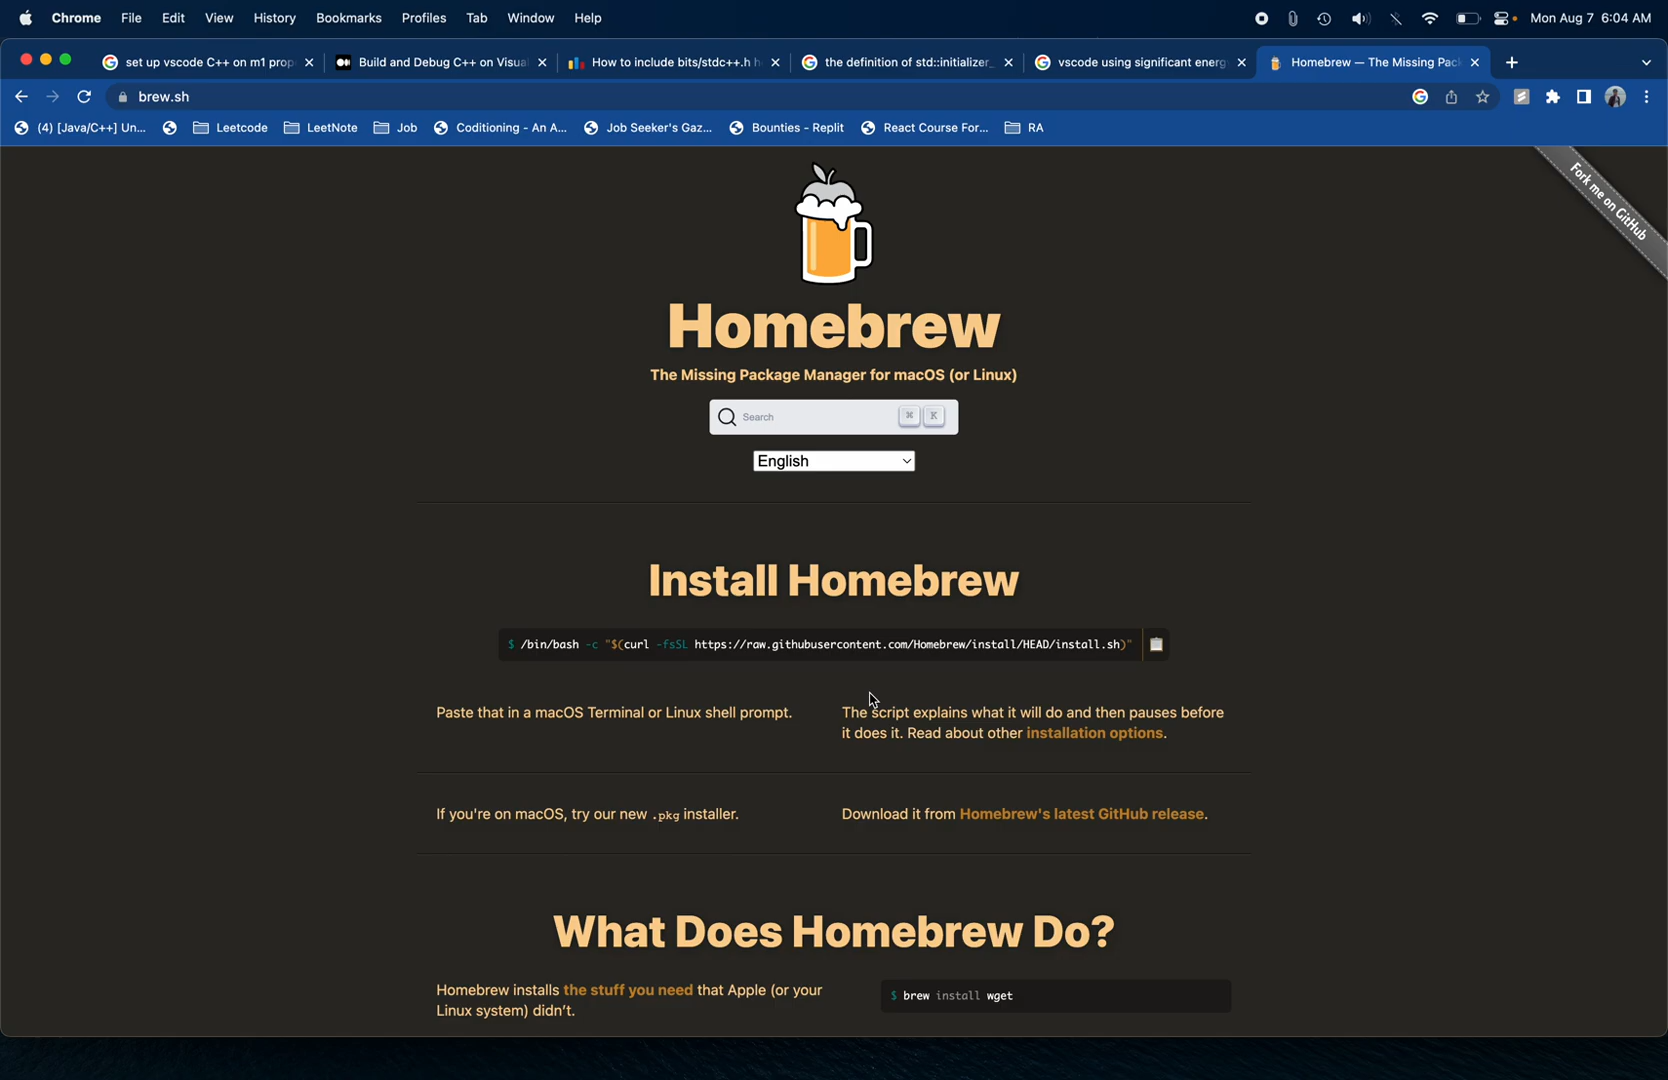 Chrome File Edit View History Bookmarks Profiles Tab Window Help Mon Aug 7 6:04 AM
set up vscode C++ on m1 prop Build and Debug C++ on Visua How to include bits/stdc++.h h the definition of std::initializer_ vscode using significant energ Homebrew — The Missing Pac
brew.sh
(4) [Java/C++] Un... Leetcode LeetNote Job Coditioning - An A... Job Seeker's Gaz... Bounties - Replit React Course For... RA
Fork me on GitHub
Homebrew
The Missing Package Manager for macOS (or Linux)
Search ⌘ K
English
Install Homebrew
$ /bin/bash -c "$(curl -fsSL https://raw.githubusercontent.com/Homebrew/install/HEAD/install.sh)"
Paste that in a macOS Terminal or Linux shell prompt.
The script explains what it will do and then pauses before
it does it. Read about other installation options.
If you're on macOS, try our new .pkg installer.
Download it from Homebrew's latest GitHub release.
What Does Homebrew Do?
Homebrew installs the stuff you need that Apple (or your
Linux system) didn't.
$ brew install wget